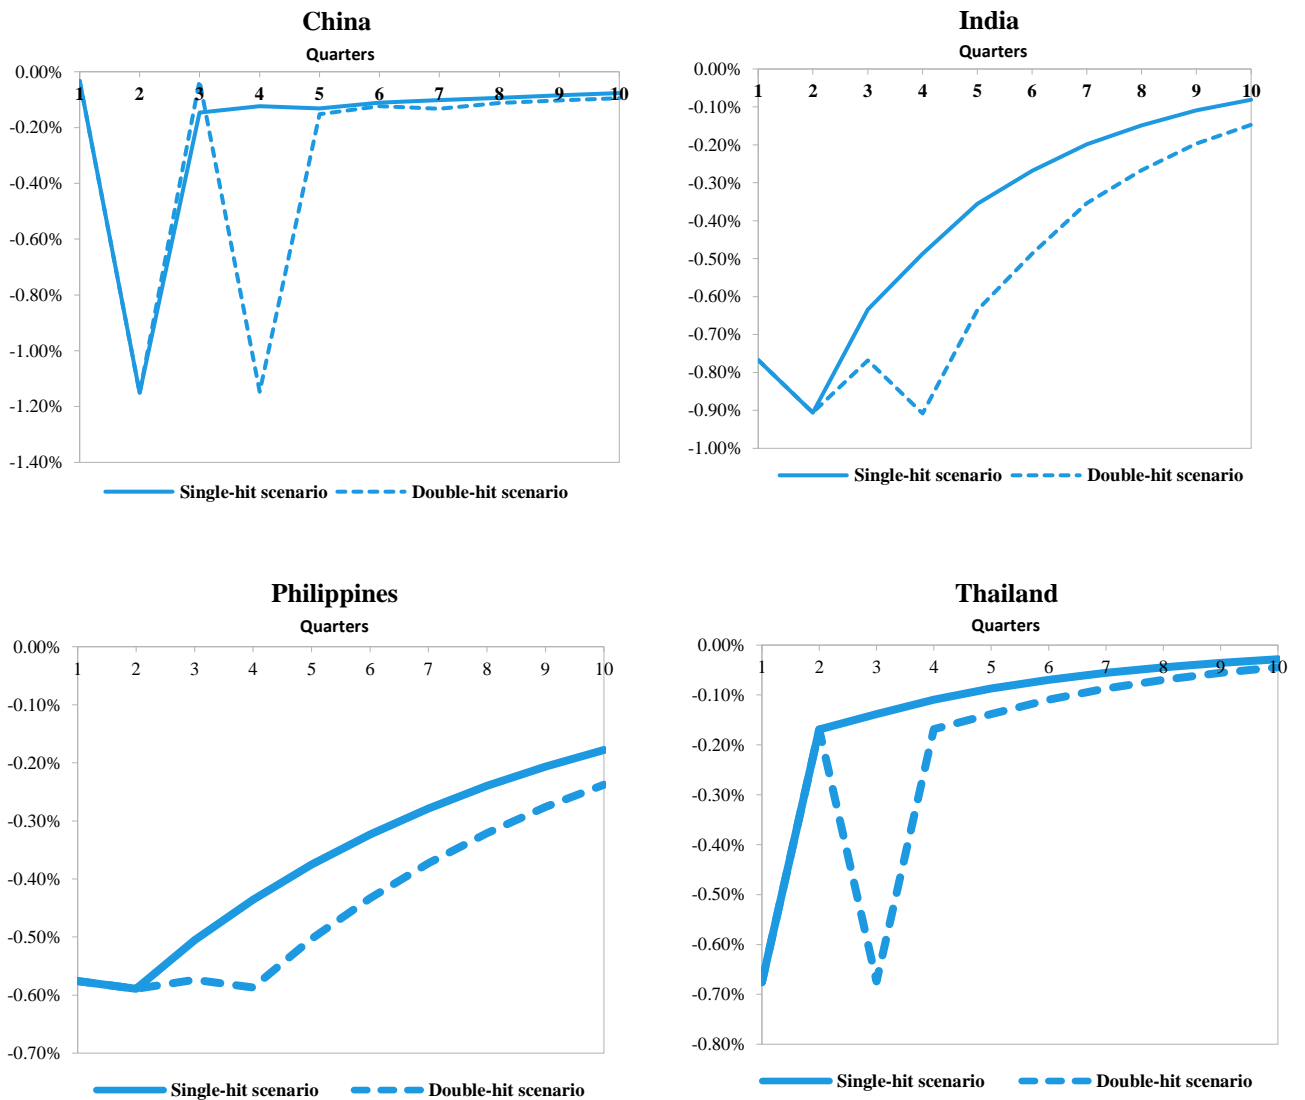 China
Quarters
0.00%
-0.20%
-0.40%
-0.60%
-0.80%
-1.00%
-1.20%
-1.40%
1 2 3 4 5 6 7 8 9 10
Single-hit scenario Double-hit scenario
India
Quarters
0.00%
-0.10%
-0.20%
-0.30%
-0.40%
-0.50%
-0.60%
-0.70%
-0.80%
-0.90%
-1.00%
1 2 3 4 5 6 7 8 9 10
Single-hit scenario Double-hit scenario
Philippines
Quarters
0.00%
-0.10%
-0.20%
-0.30%
-0.40%
-0.50%
-0.60%
-0.70%
1 2 3 4 5 6 7 8 9 10
Single-hit scenario Double-hit scenario
Thailand
Quarters
0.00%
-0.10%
-0.20%
-0.30%
-0.40%
-0.50%
-0.60%
-0.70%
-0.80%
1 2 3 4 5 6 7 8 9 10
Single-hit scenario Double-hit scenario